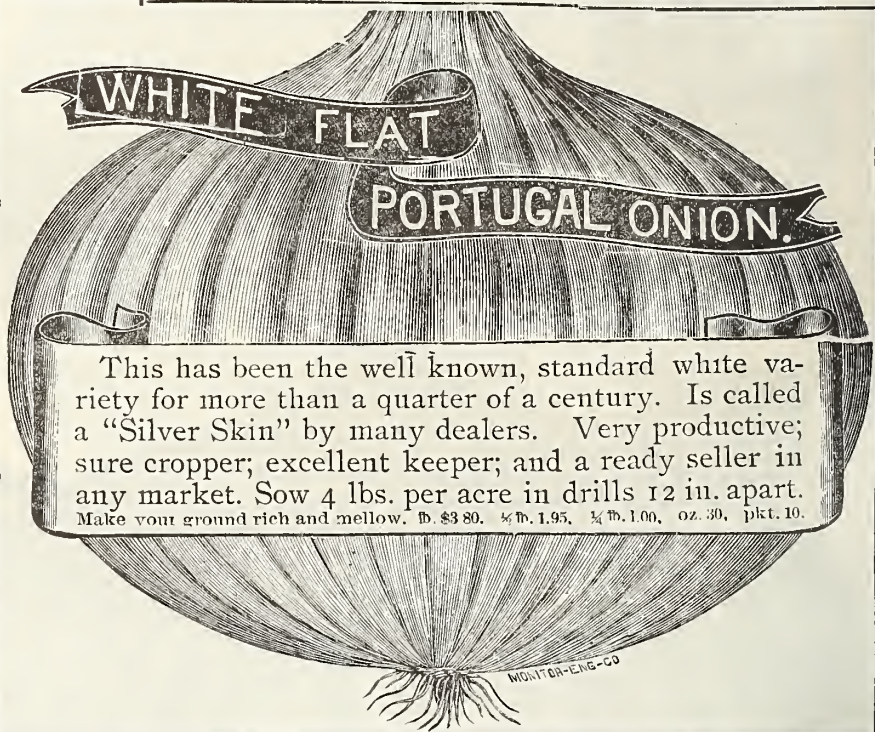 WHITE FLAT
PORTUGAL ONION.
This has been the well known, standard white va-
riety for more than a quarter of a century. Is called
a "Silver Skin" by many dealers. Very productive;
sure cropper; excellent keeper; and a ready seller in
any market. Sow 4 lbs. per acre in drills 12 in. apart.
Make your ground rich and mellow. ℔. $3 80. ½ ℔. 1.95, ¼ ℔. 1.00, oz. 30, pkt. 10.
MONITOR-ENG-CO